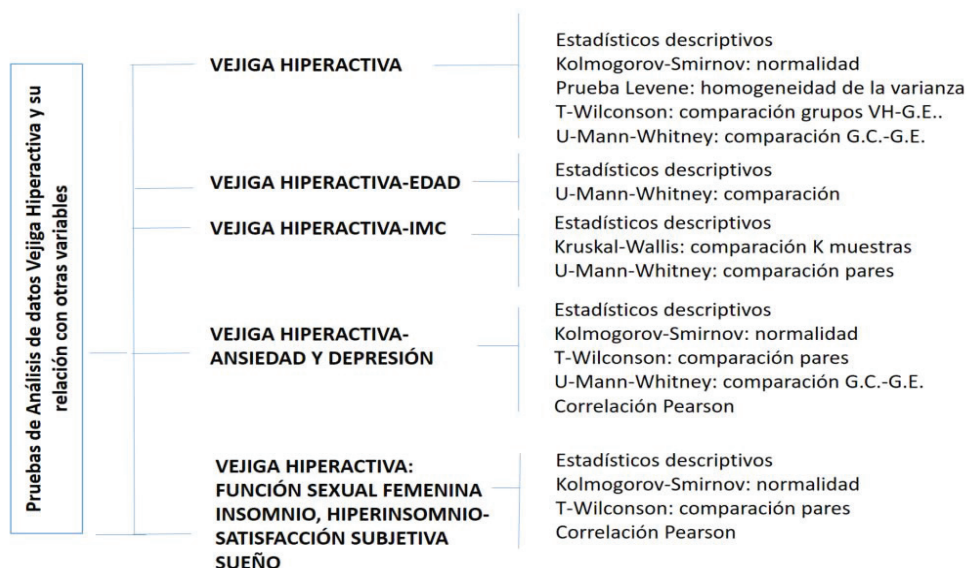 Pruebas de Análisis de datos Vejiga Hiperactiva y su
relación con otras variables
VEJIGA HIPERACTIVA
Estadísticos descriptivos
Kolmogorov-Smirnov: normalidad
Prueba Levene: homogeneidad de la varianza
T-Wilconson: comparación grupos VH-G.E..
U-Mann-Whitney: comparación G.C.-G.E.
VEJIGA HIPERACTIVA-EDAD
Estadísticos descriptivos
U-Mann-Whitney: comparación
VEJIGA HIPERACTIVA-IMC
Estadísticos descriptivos
Kruskal-Wallis: comparación K muestras
U-Mann-Whitney: comparación pares
VEJIGA HIPERACTIVA-
ANSIEDAD Y DEPRESIÓN
Estadísticos descriptivos
Kolmogorov-Smirnov: normalidad
T-Wilconson: comparación pares
U-Mann-Whitney: comparación G.C.-G.E.
Correlación Pearson
VEJIGA HIPERACTIVA:
FUNCIÓN SEXUAL FEMENINA
INSOMNIO, HIPERINSOMNIO-
SATISFACCIÓN SUBJETIVA
SUEÑO
Estadísticos descriptivos
Kolmogorov-Smirnov: normalidad
T-Wilconson: comparación pares
Correlación Pearson